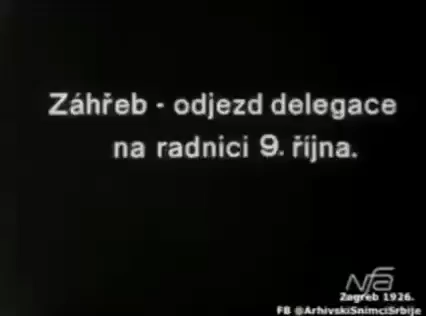 Záhřeb - odjezd delegace
na radnici 9. října.
NFA
Zagreb 1926.
FB @ArhivskiSnimciSrbije